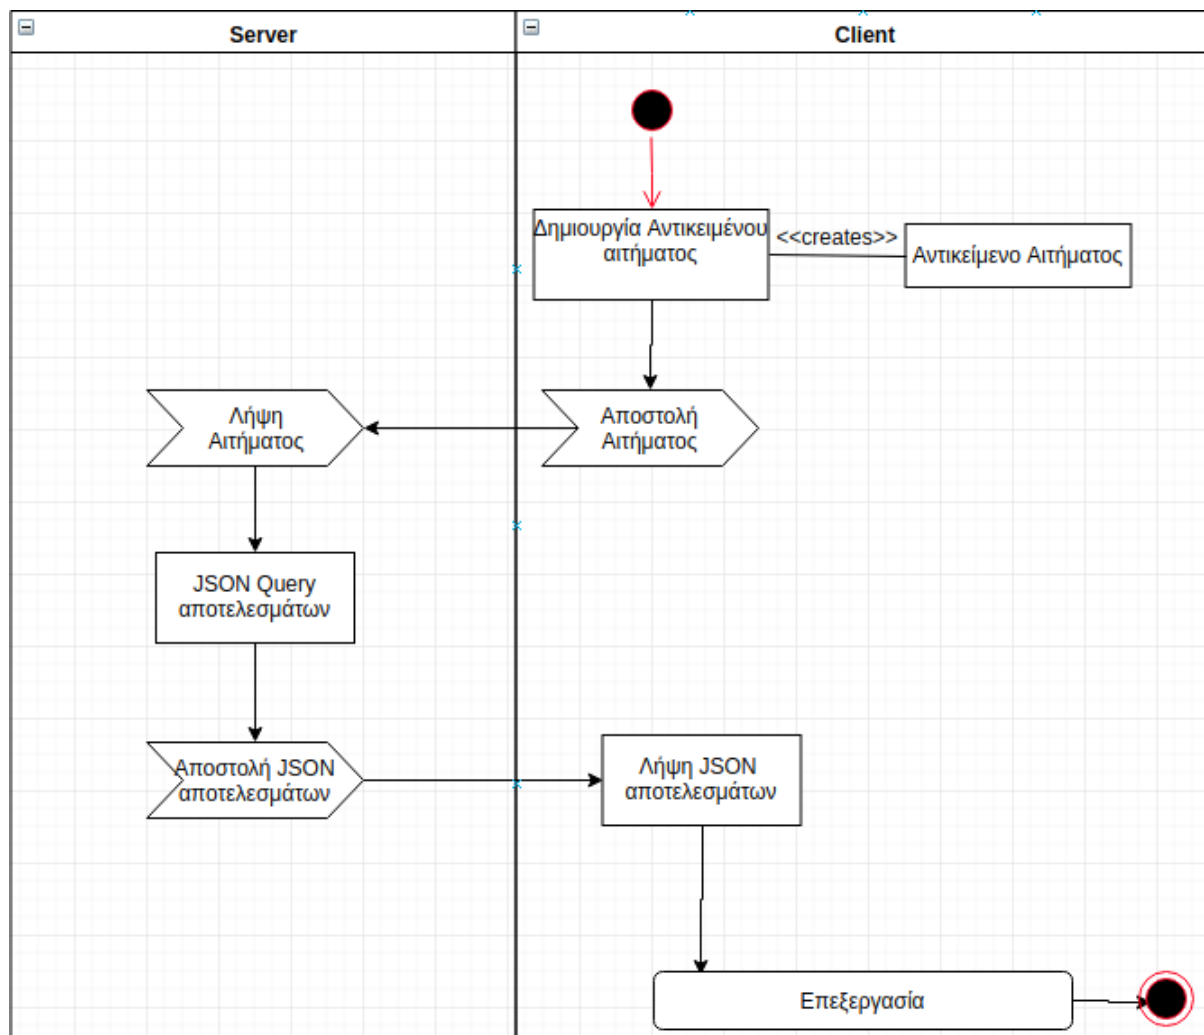 Server
Client
Δημιουργία Αντικειμένου
αιτήματος
<<creates>>
Αντικείμενο Αιτήματος
Λήψη
Αιτήματος
Αποστολή
Αιτήματος
JSON Query
αποτελεσμάτων
Αποστολή JSON
αποτελεσμάτων
Λήψη JSON
αποτελεσμάτων
Επεξεργασία